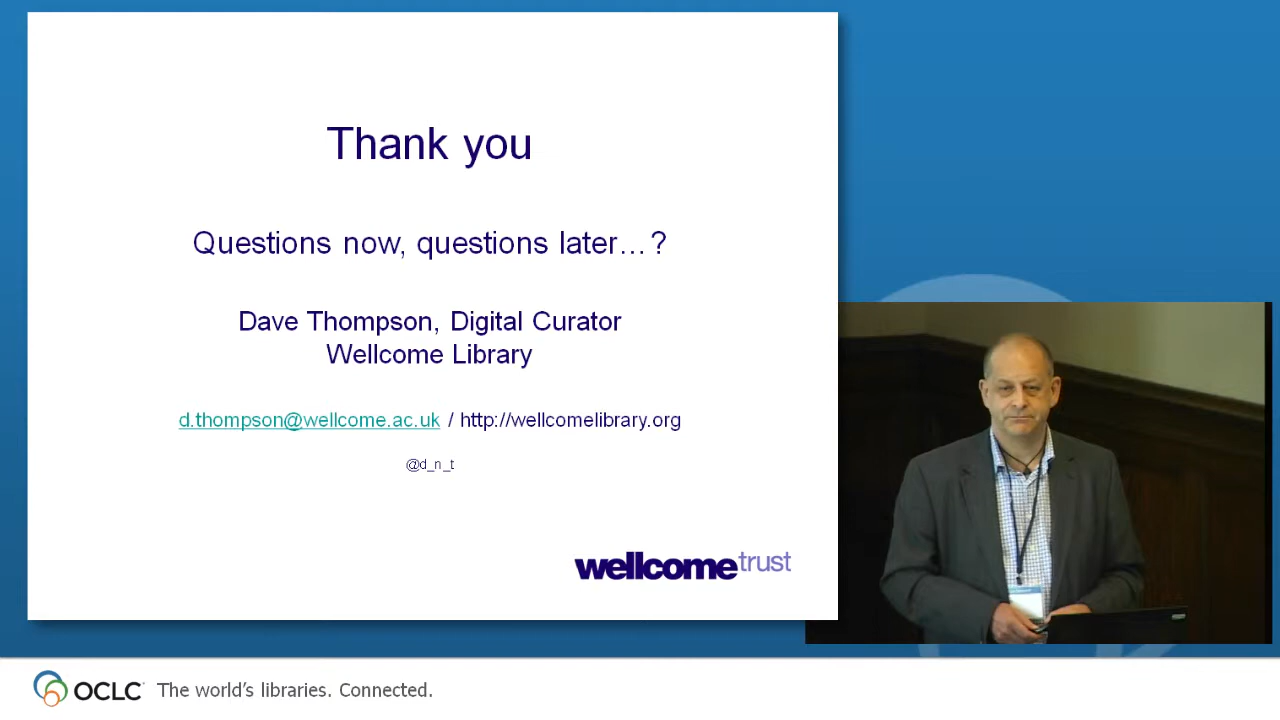 Thank you
Questions now, questions later…?
Dave Thompson, Digital Curator
Wellcome Library
d.thompson@wellcome.ac.uk / http://wellcomelibrary.org
@d_n_t
wellcometrust
OCLC The world's libraries. Connected.